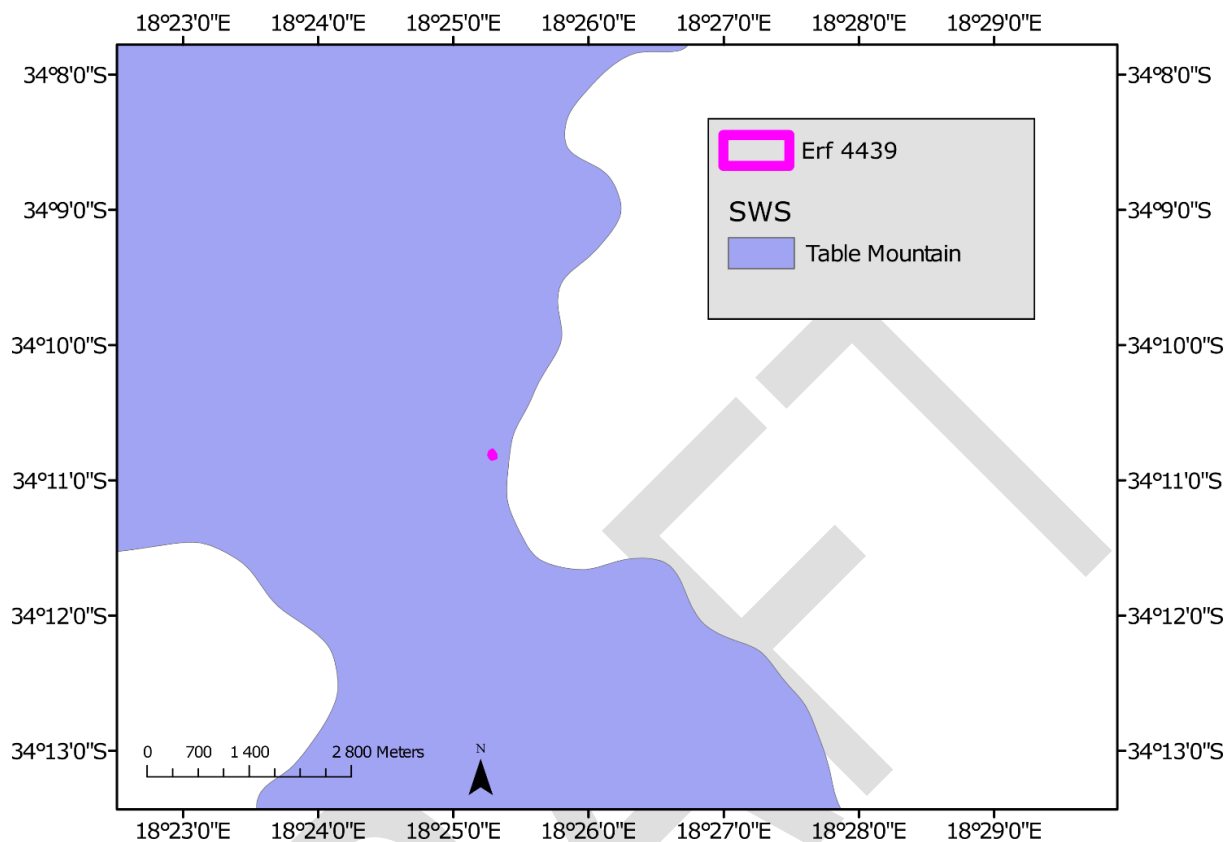 18°23'0"E 18°24'0"E 18°25'0"E 18°26'0"E 18°27'0"E 18°28'0"E 18°29'0"E
34°8'0"S 34°8'0"S
Erf 4439
34°9'0"S 34°9'0"S
SWS
Table Mountain
34°10'0"S 34°10'0"S
34°11'0"S 34°11'0"S
34°12'0"S 34°12'0"S
34°13'0"S 34°13'0"S
0 700 1 400 2 800 Meters
N
18°23'0"E 18°24'0"E 18°25'0"E 18°26'0"E 18°27'0"E 18°28'0"E 18°29'0"E